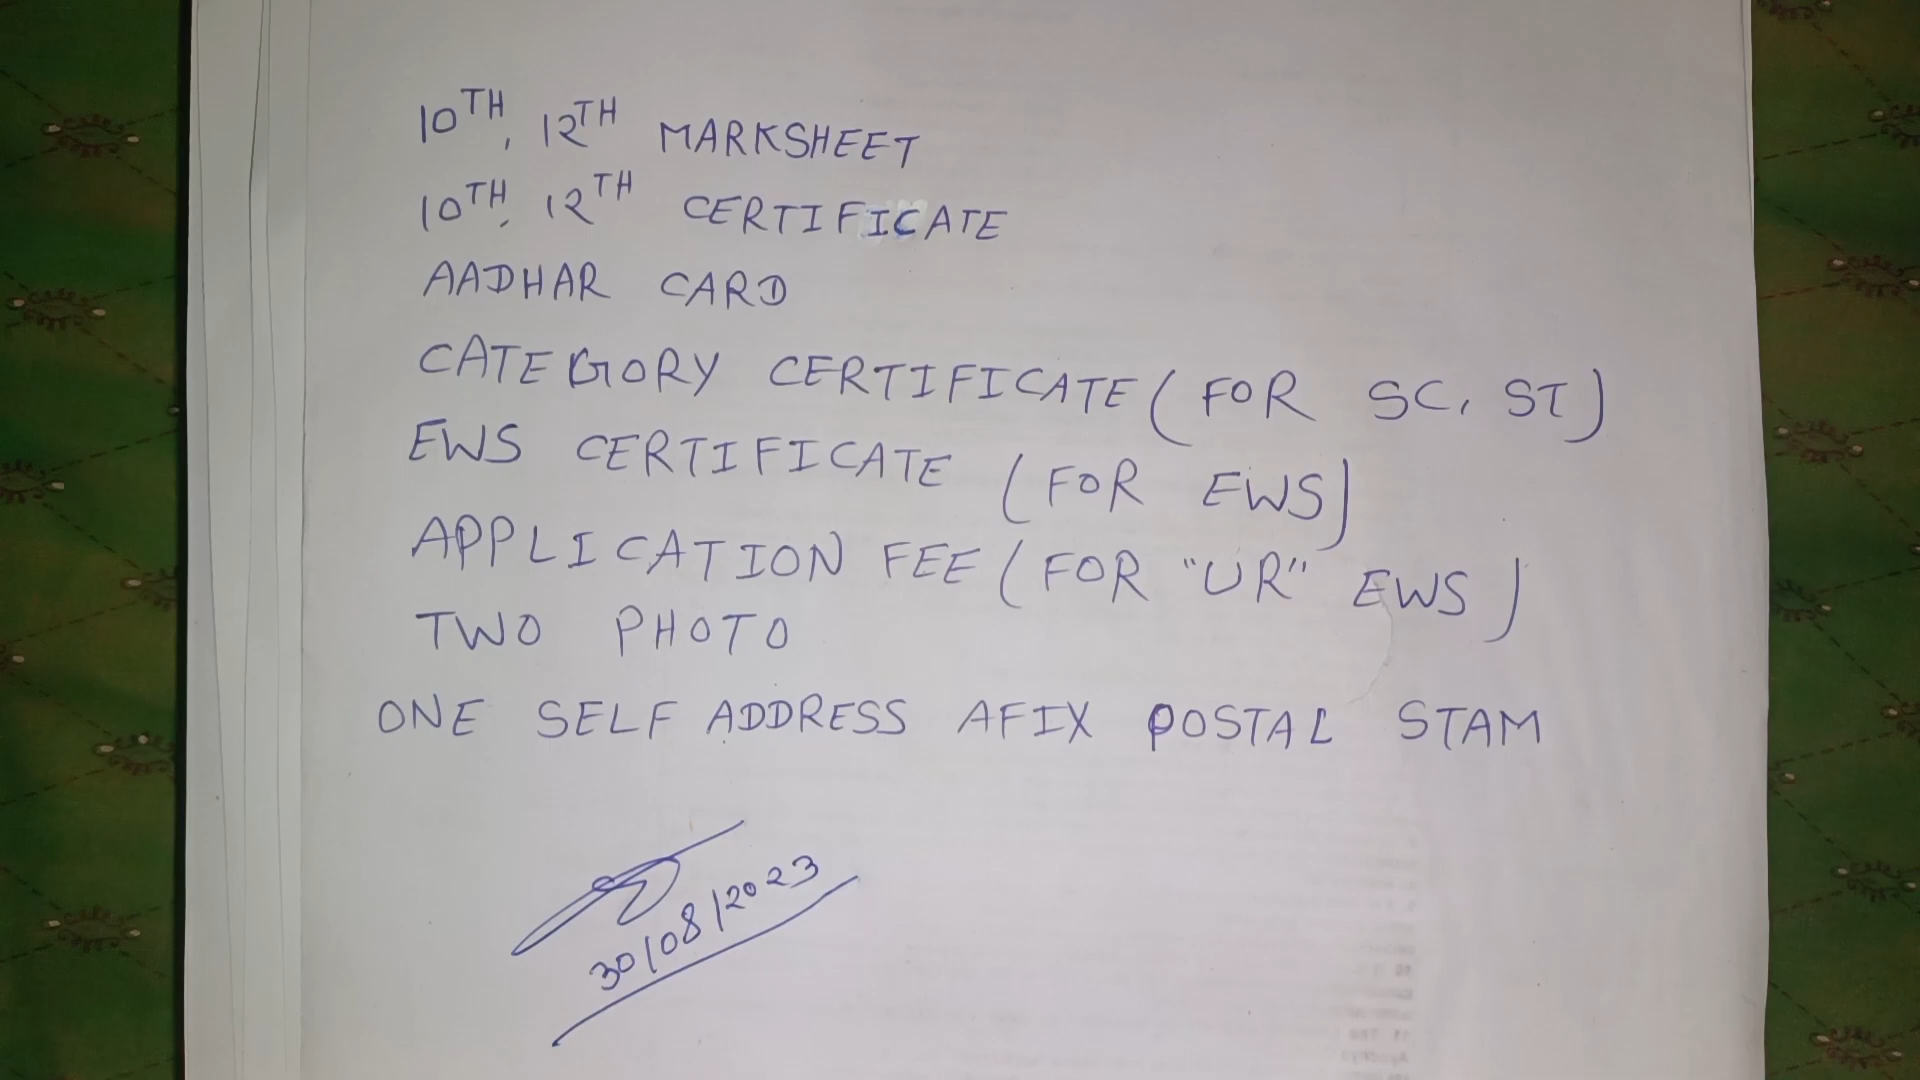 10TH, 12TH MARKSHEET
10TH, 12TH CERTIFICATE
AADHAR CARD
CATEGORY CERTIFICATE (FOR SC, ST)
EWS CERTIFICATE (FOR EWS)
APPLICATION FEE (FOR "UR" EWS)
TWO PHOTO
ONE SELF ADDRESS AFIX POSTAL STAM
30/08/2023